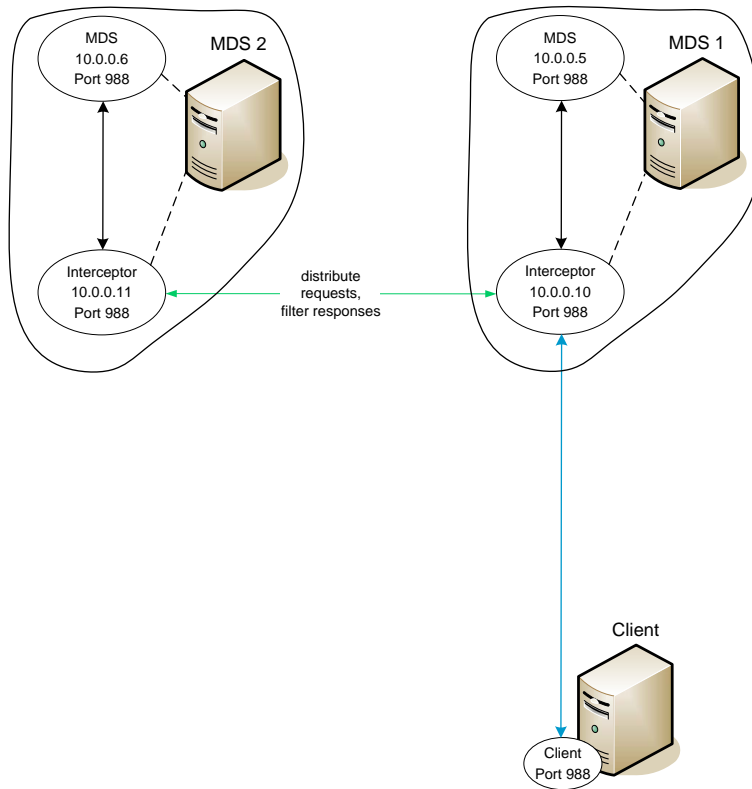 MDS
10.0.0.6
Port 988
MDS 2
MDS
10.0.0.5
Port 988
MDS 1
Interceptor
10.0.0.11
Port 988
distribute
requests,
filter responses
Interceptor
10.0.0.10
Port 988
Client
Client
Port 988